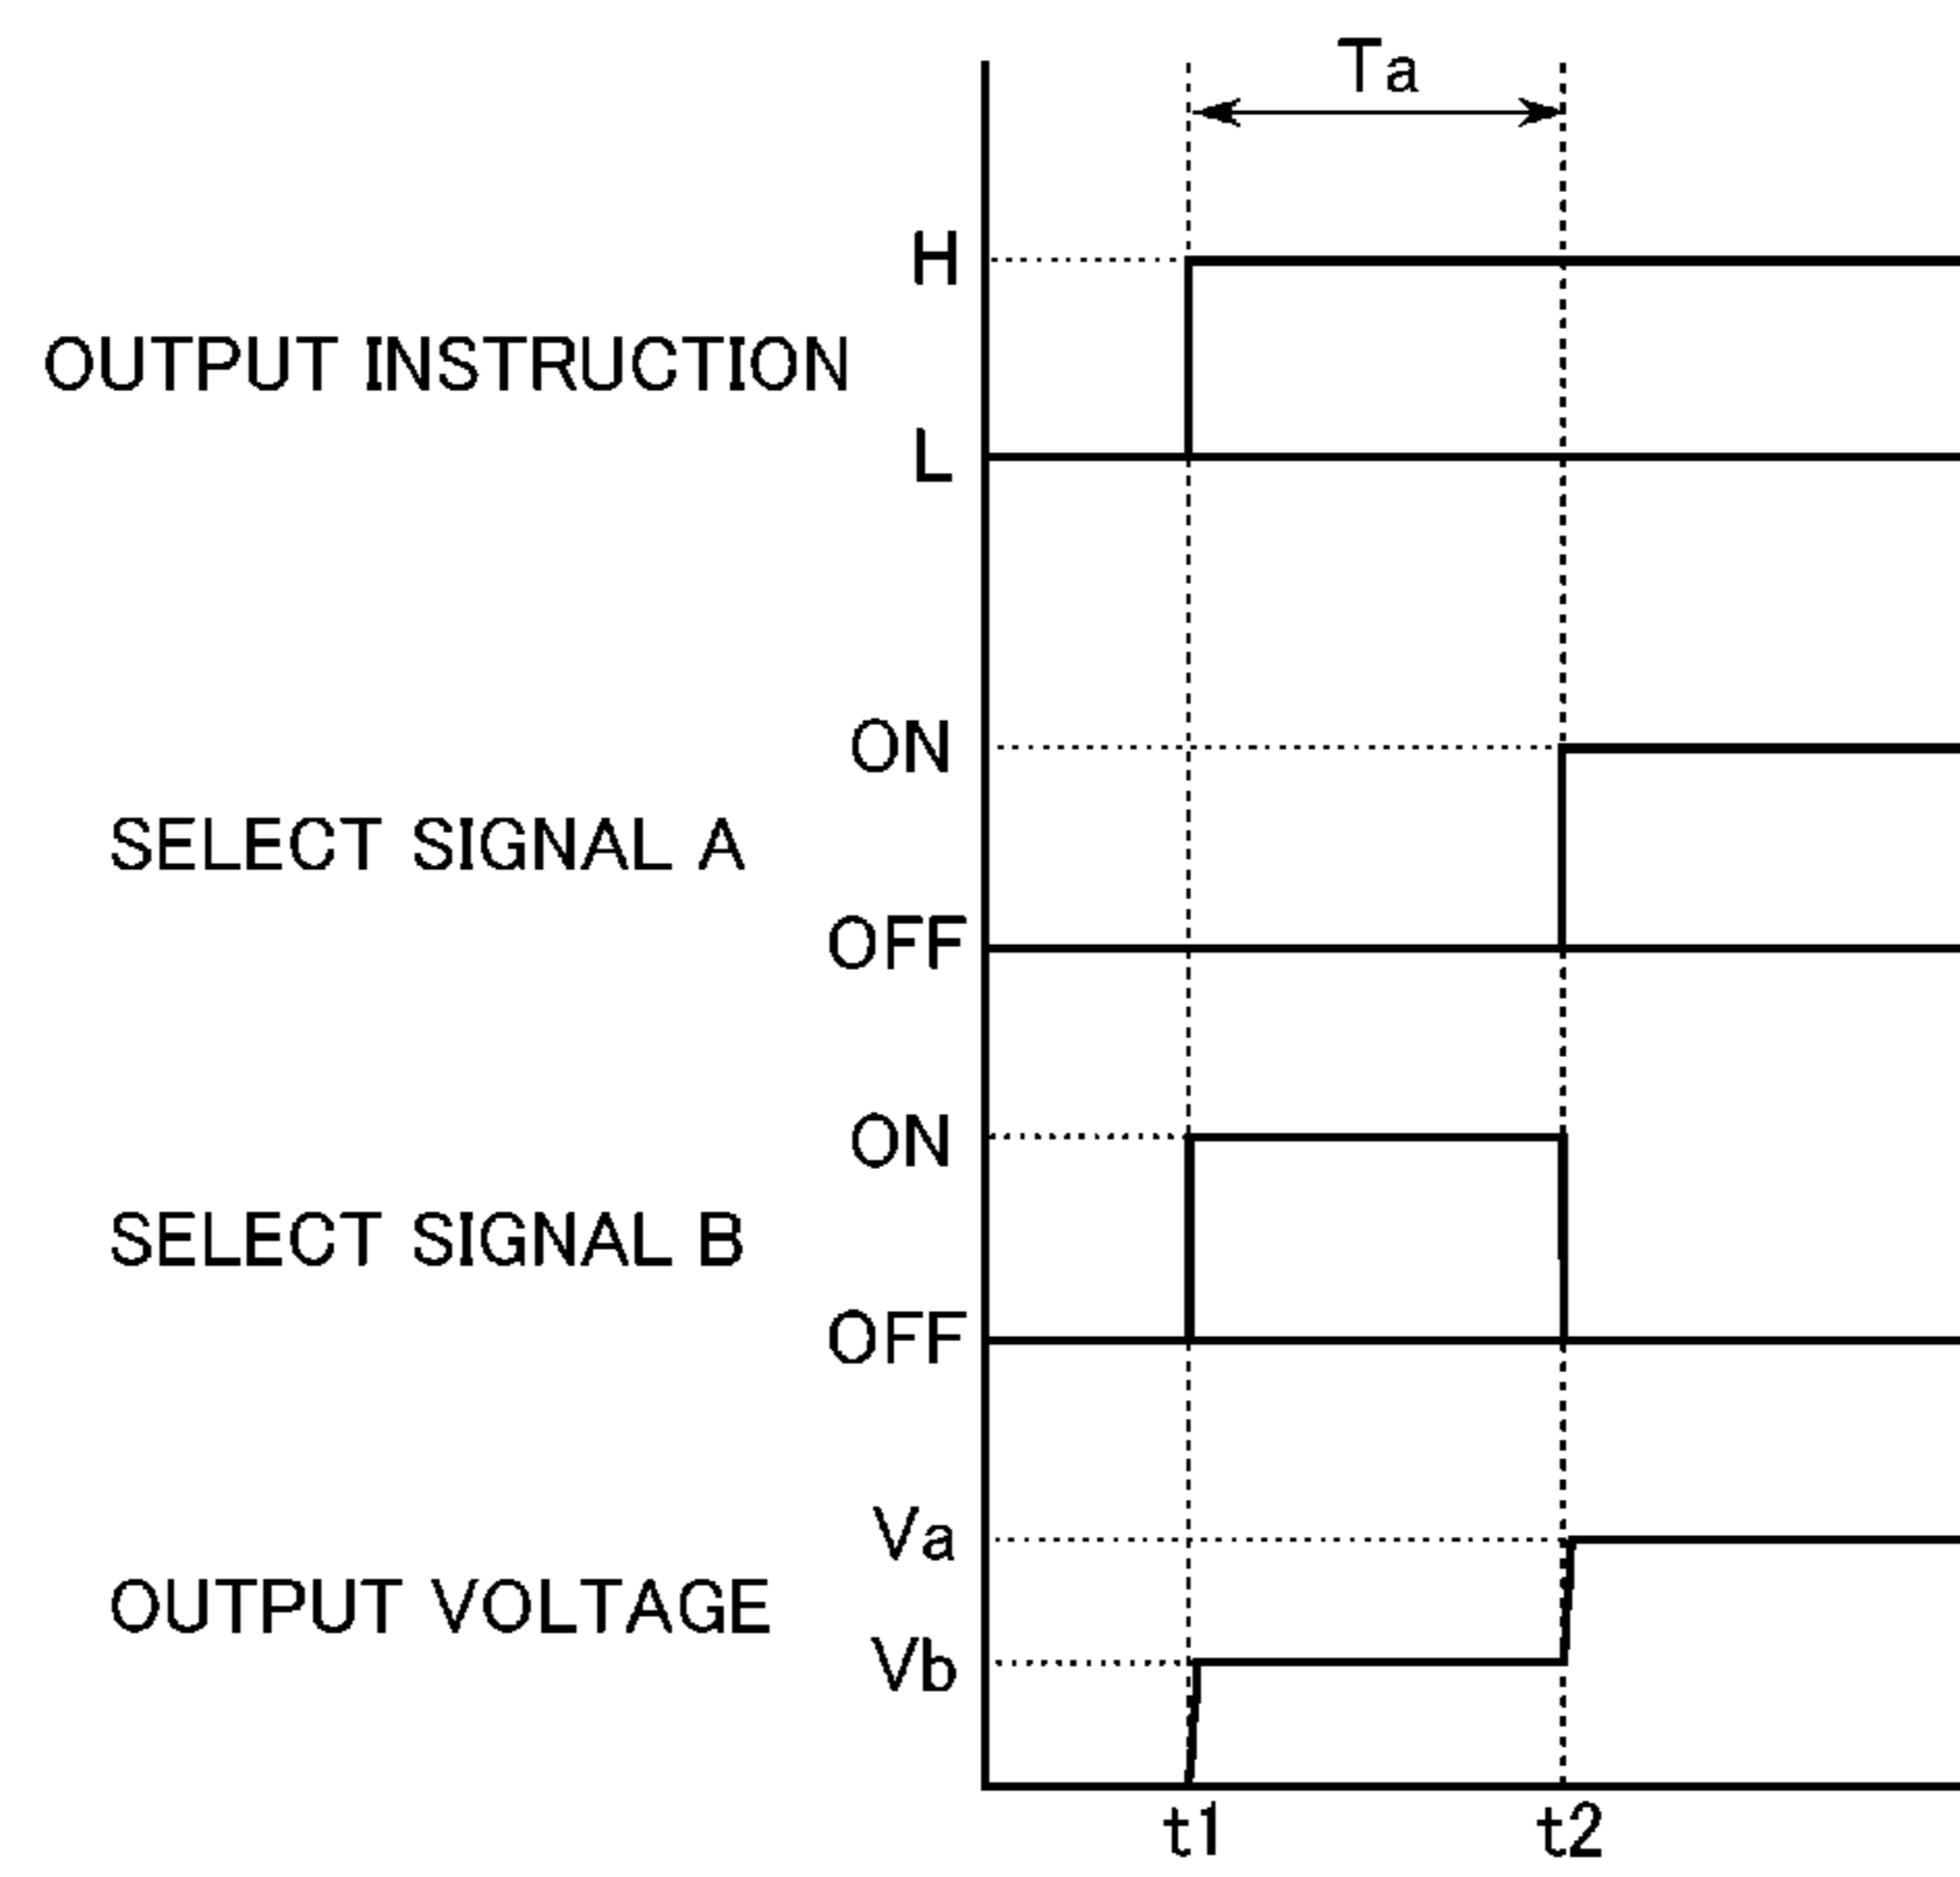 Ta
H
OUTPUT INSTRUCTION
L
ON
SELECT SIGNAL A
OFF
ON
SELECT SIGNAL B
OFF
Va
OUTPUT VOLTAGE
Vb
t1 t2